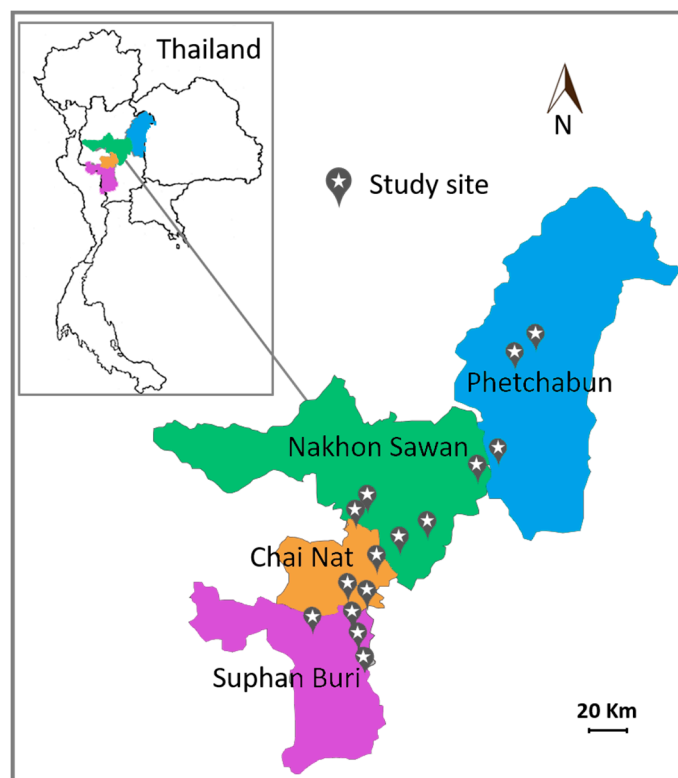 Thailand
N
Study site
Phetchabun
Nakhon Sawan
Chai Nat
Suphan Buri
20 Km